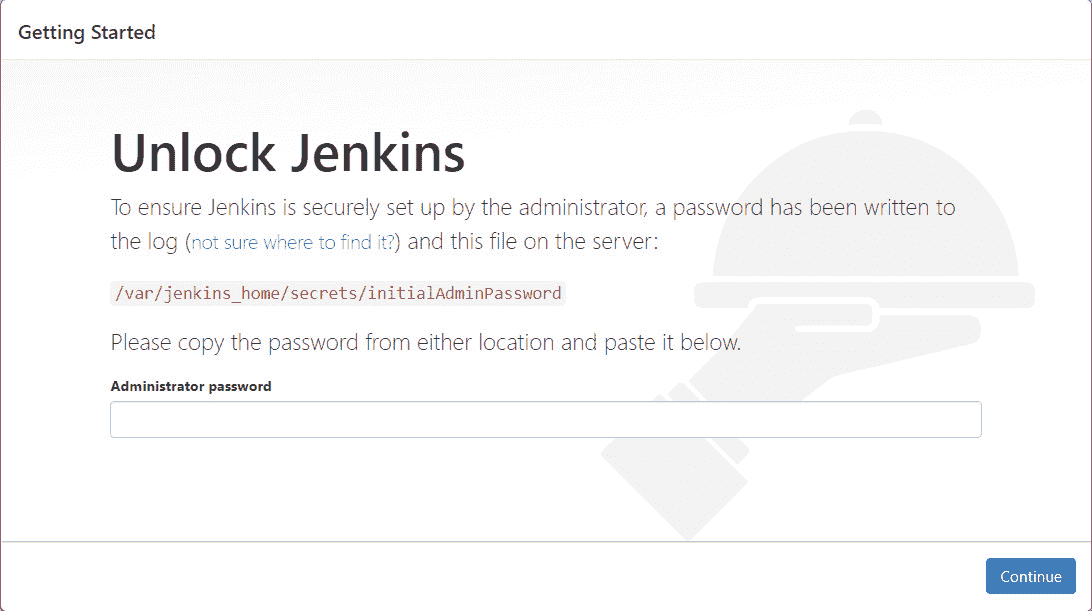 Getting Started
Unlock Jenkins
To ensure Jenkins is securely set up by the administrator, a password has been written to
the log (not sure where to find it?) and this file on the server:
/var/jenkins_home/secrets/initialAdminPassword
Please copy the password from either location and paste it below.
Administrator password
Continue